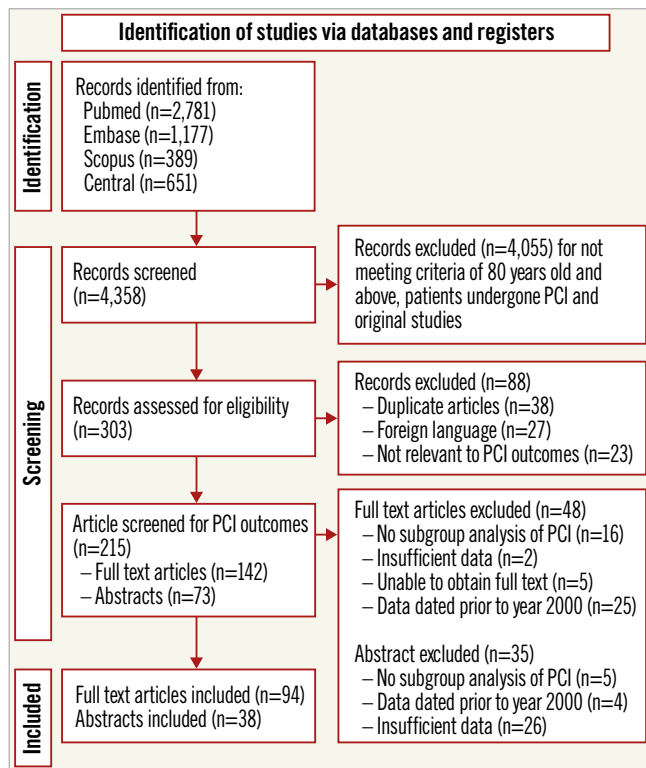 Identification of studies via databases and registers
Identification
Records identified from:
Pubmed (n=2,781)
Embase (n=1,177)
Scopus (n=389)
Central (n=651)
Screening
Records screened
(n=4,358)
Records excluded (n=4,055) for not
meeting criteria of 80 years old and
above, patients undergone PCI and
original studies
Records assessed for eligibility
(n=303)
Records excluded (n=88)
– Duplicate articles (n=38)
– Foreign language (n=27)
– Not relevant to PCI outcomes (n=23)
Article screened for PCI outcomes
(n=215)
– Full text articles (n=142)
– Abstracts (n=73)
Full text articles excluded (n=48)
– No subgroup analysis of PCI (n=16)
– Insufficient data (n=2)
– Unable to obtain full text (n=5)
– Data dated prior to year 2000 (n=25)
Abstract excluded (n=35)
– No subgroup analysis of PCI (n=5)
– Data dated prior to year 2000 (n=4)
– Insufficient data (n=26)
Included
Full text articles included (n=94)
Abstracts included (n=38)